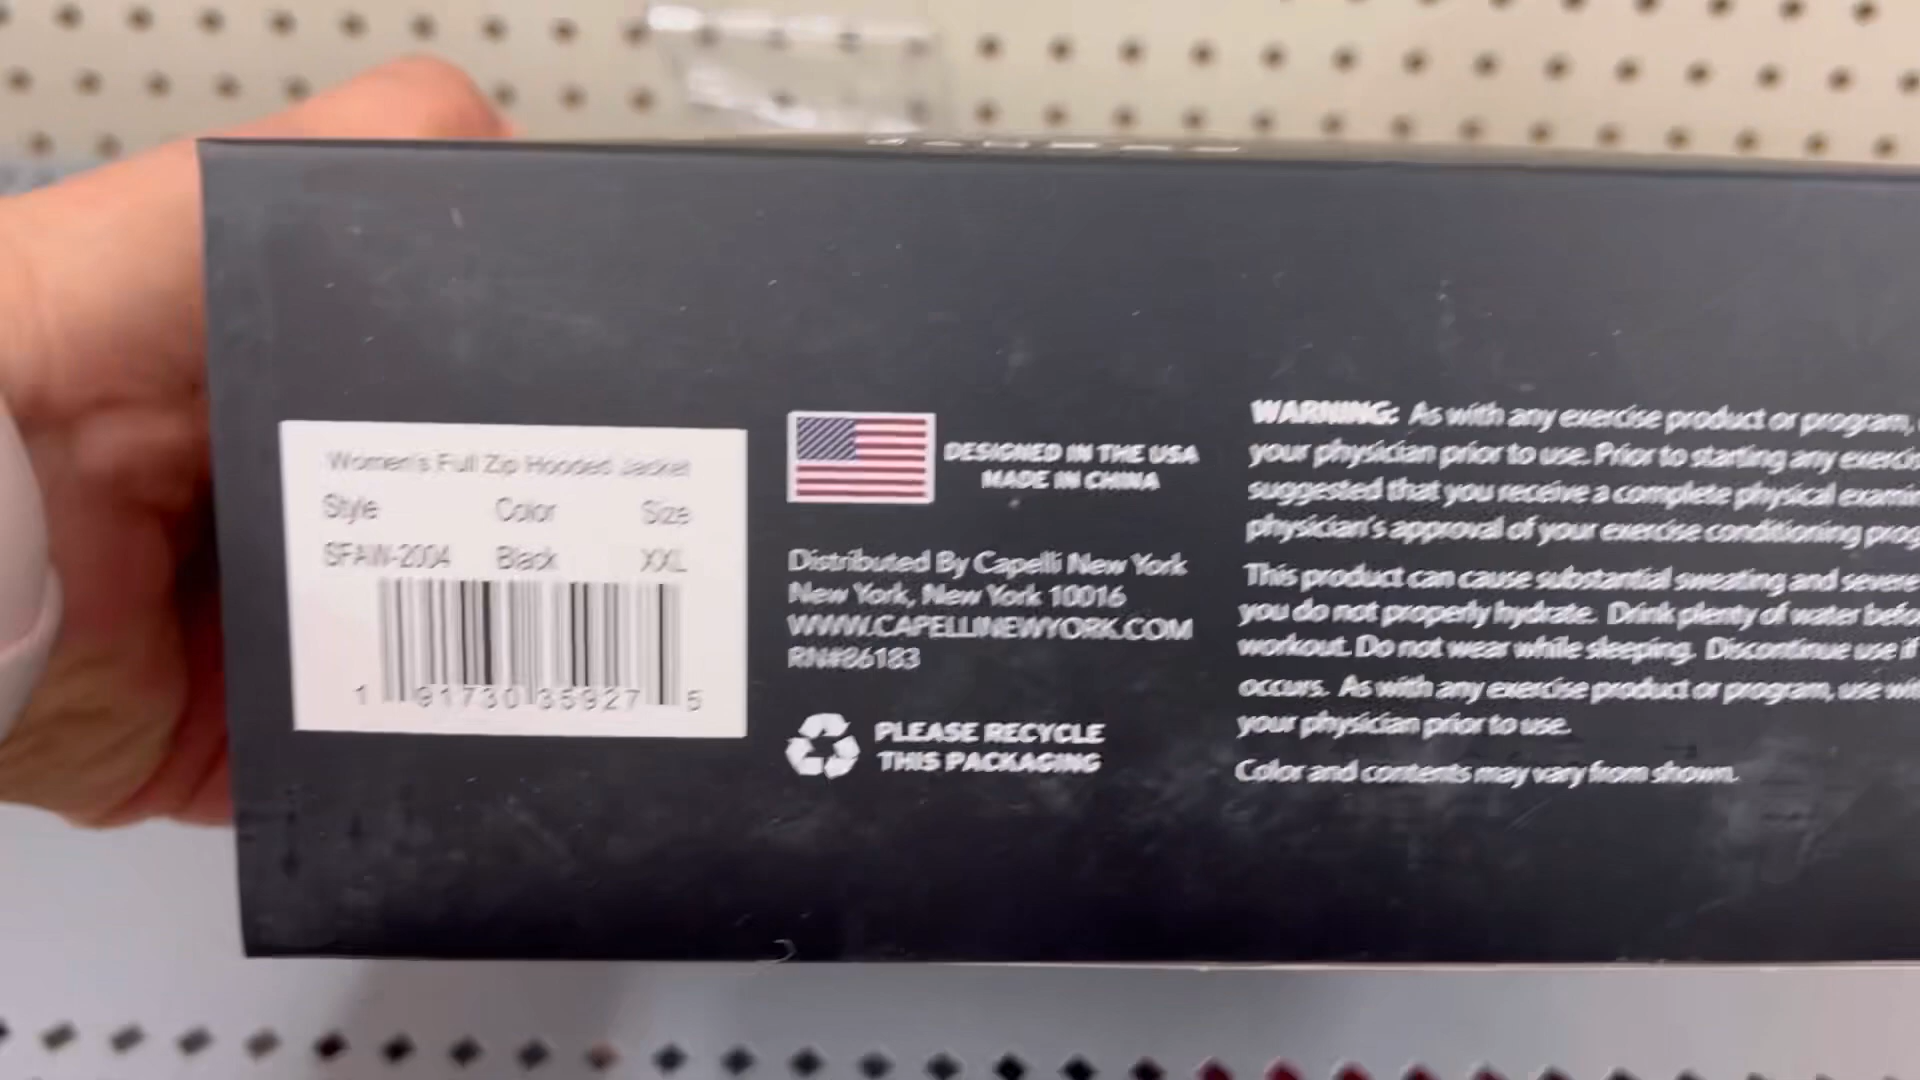 Women's Full Zip Hooded Jacket
Style Color Size
SFAW-2004 Black XXL
1 91730 35927 5
DESIGNED IN THE USA
MADE IN CHINA
Distributed By Capelli New York
New York, New York 10016
WWW.CAPELLINEWYORK.COM
RN#86183
PLEASE RECYCLE
THIS PACKAGING
WARNING: As with any exercise product or program,
your physician prior to use. Prior to starting any
suggested that you receive a complete physical
physician's approval of your exercise conditioning
This product can cause substantial sweating and severe
you do not properly hydrate. Drink plenty of water
workout. Do not wear while sleeping. Discontinue use if
occurs. As with any exercise product or program, use
your physician prior to use.
Color and contents may vary from shown.